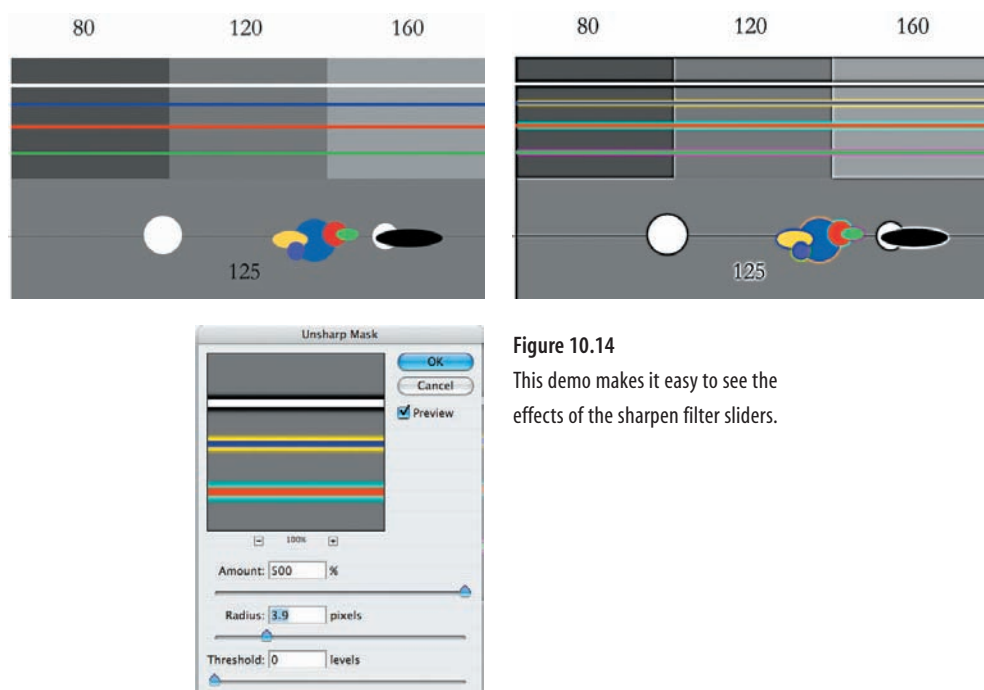 80 120 160
125
80 120 160
125
Unsharp Mask
OK
Cancel
Preview
100%
Amount: 500 %
Radius: 3.9 pixels
Threshold: 0 levels
Figure 10.14
This demo makes it easy to see the
effects of the sharpen filter sliders.